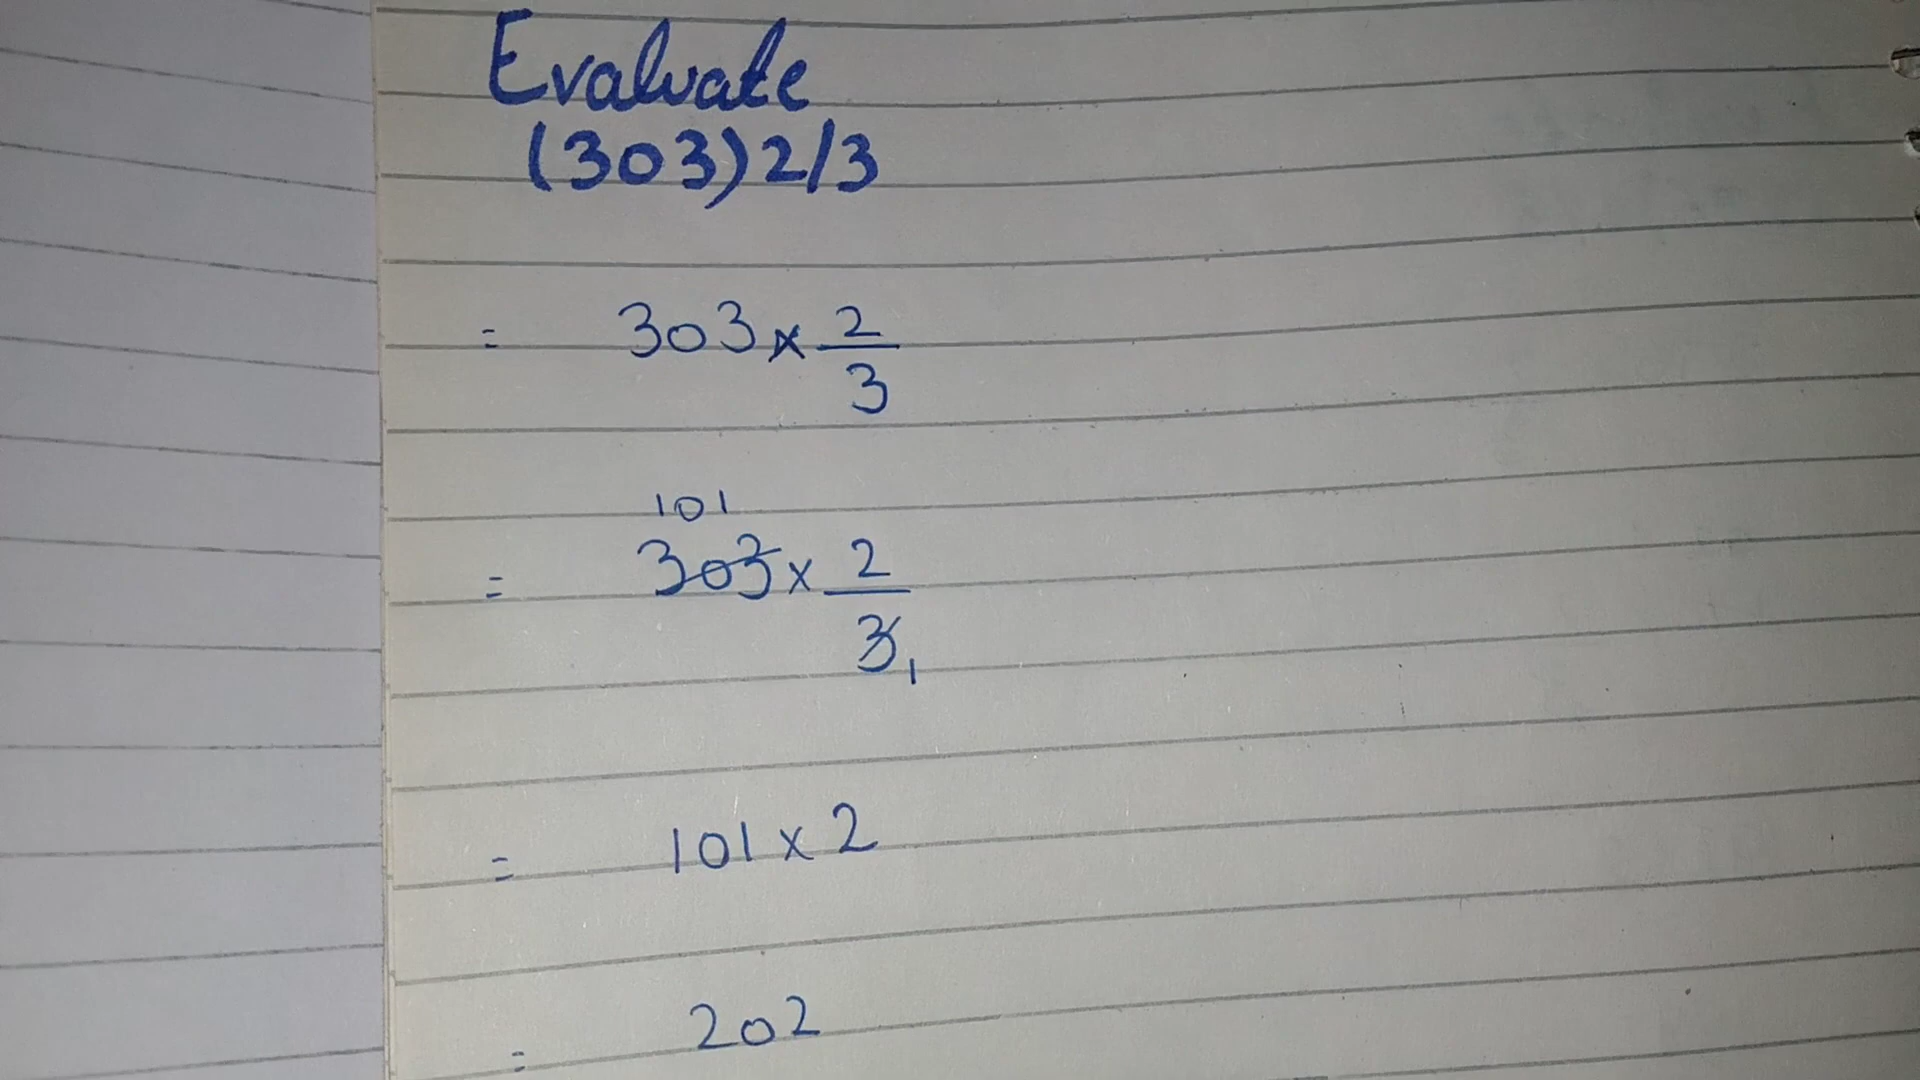 Evaluate
(303)2/3
= 303 x 2/3
101
= 303 x 2/3 1
= 101 x 2
= 202